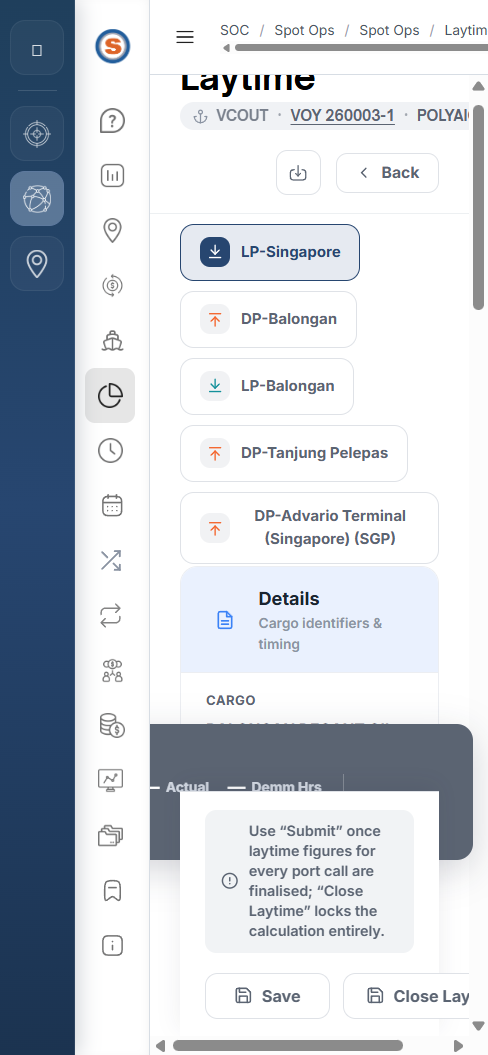 SOC / Spot Ops / Spot Ops / Laytim
Laytime
VCOUT · VOY 260003-1 · POLYAI
Back
LP-Singapore
DP-Balongan
LP-Balongan
DP-Tanjung Pelepas
DP-Advario Terminal
(Singapore) (SGP)
Details
Cargo identifiers &
timing
CARGO
Actual Demm Hrs
Use “Submit” once
laytime figures for
every port call are
finalised; “Close
Laytime” locks the
calculation entirely.
Save
Close Lay